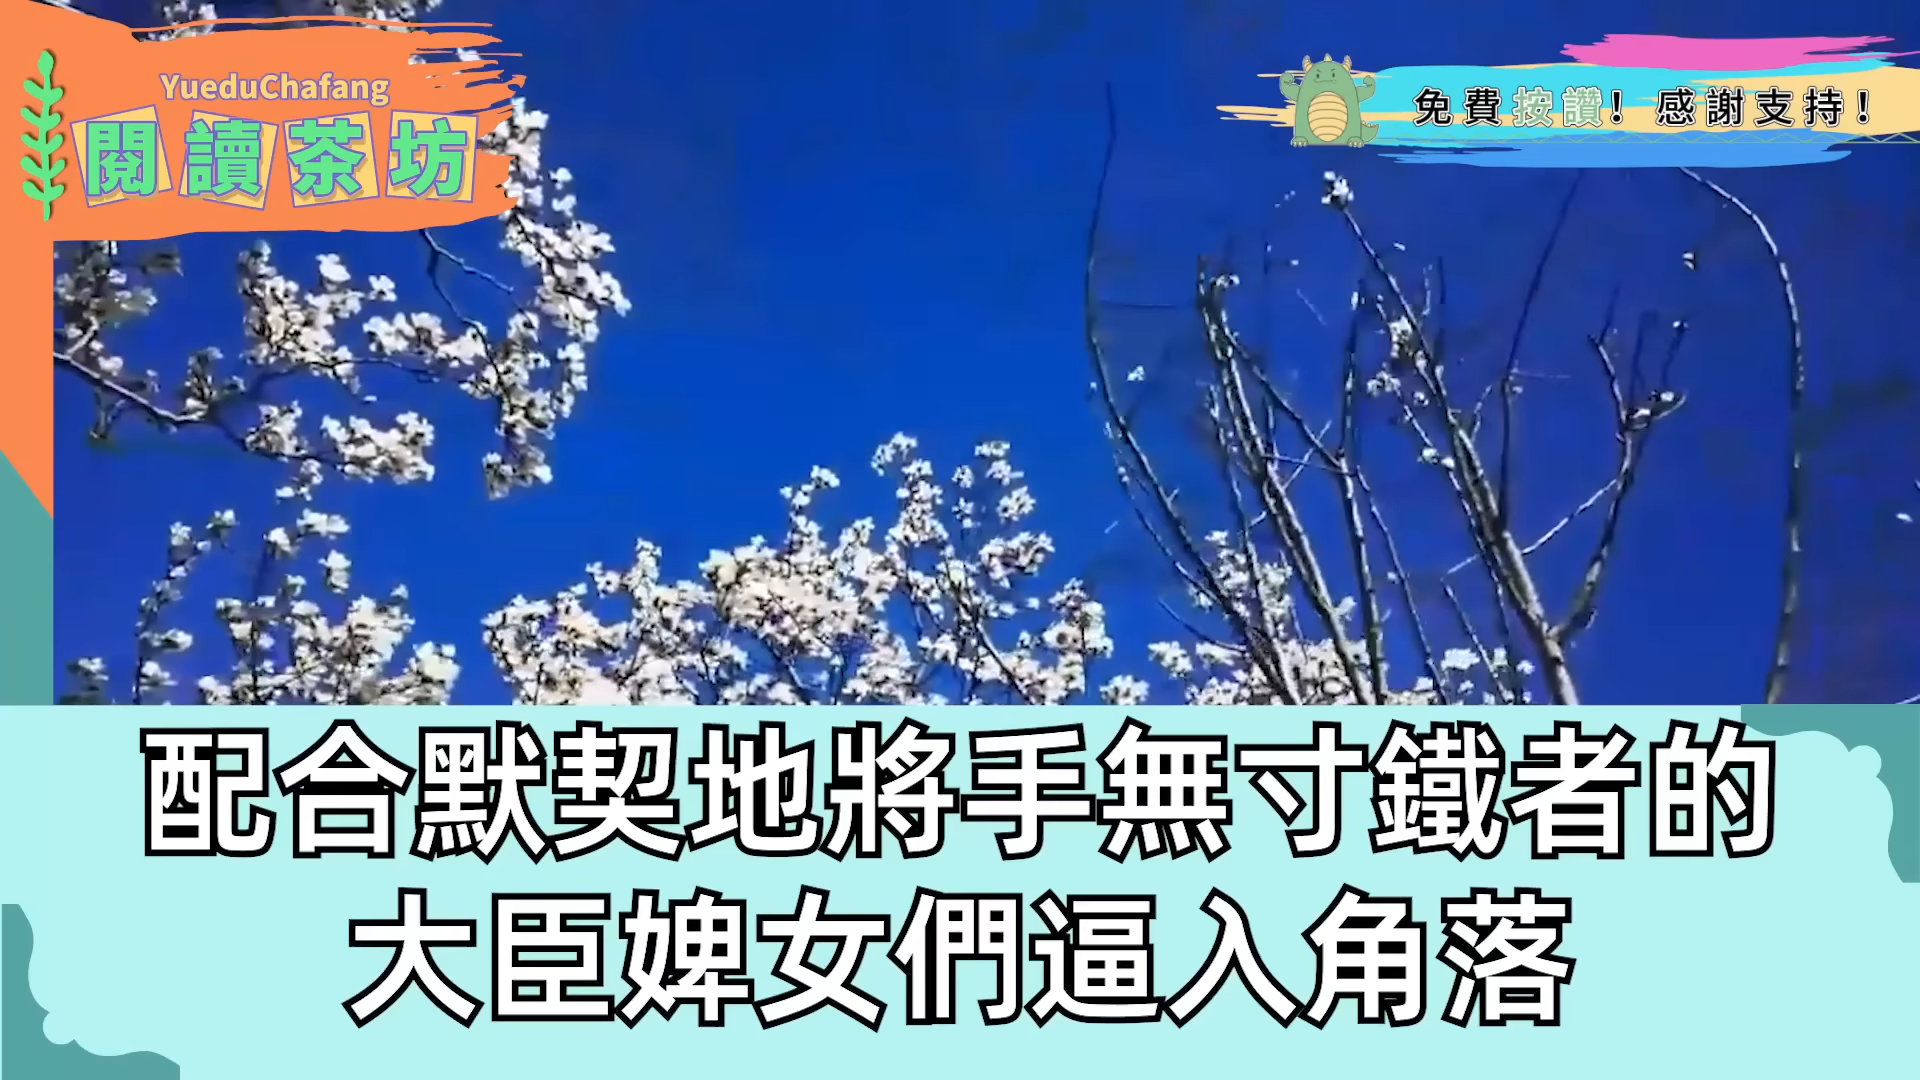 YueduChafang
閱讀茶坊
免費按讚！感謝支持！
配合默契地將手無寸鐵者的
大臣婢女們逼入角落